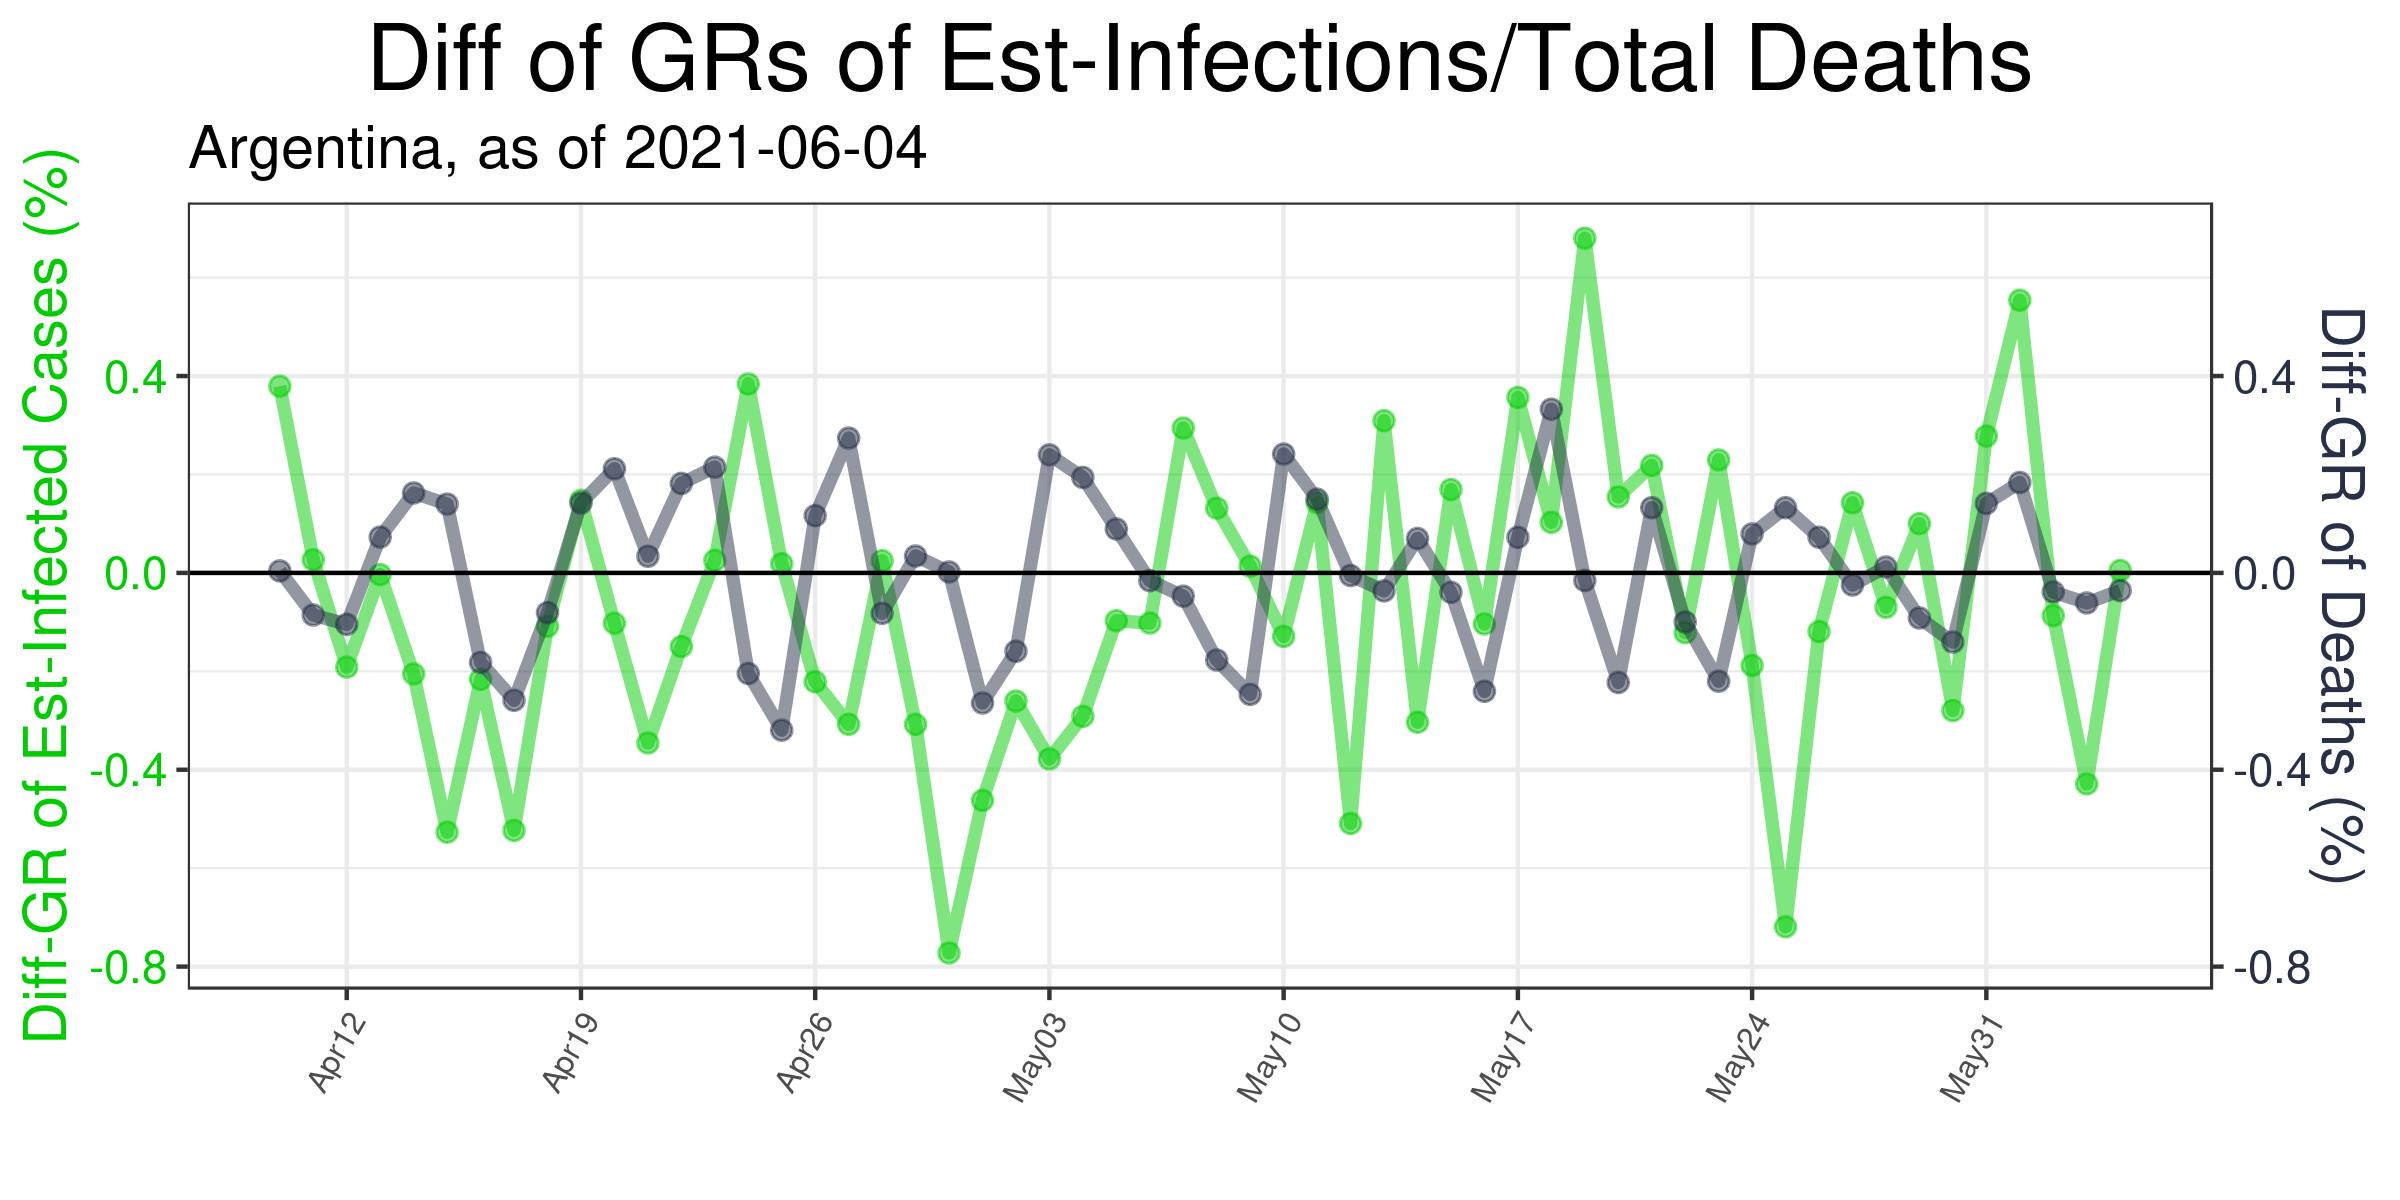 Diff of GRs of Est-Infections/Total Deaths
Argentina, as of 2021-06-04
Diff-GR of Est-Infected Cases (%)
0.4
0.0
-0.4
-0.8
0.4
0.0
-0.4
-0.8
Diff-GR of Deaths (%)
Apr12
Apr19
Apr26
May03
May10
May17
May24
May31